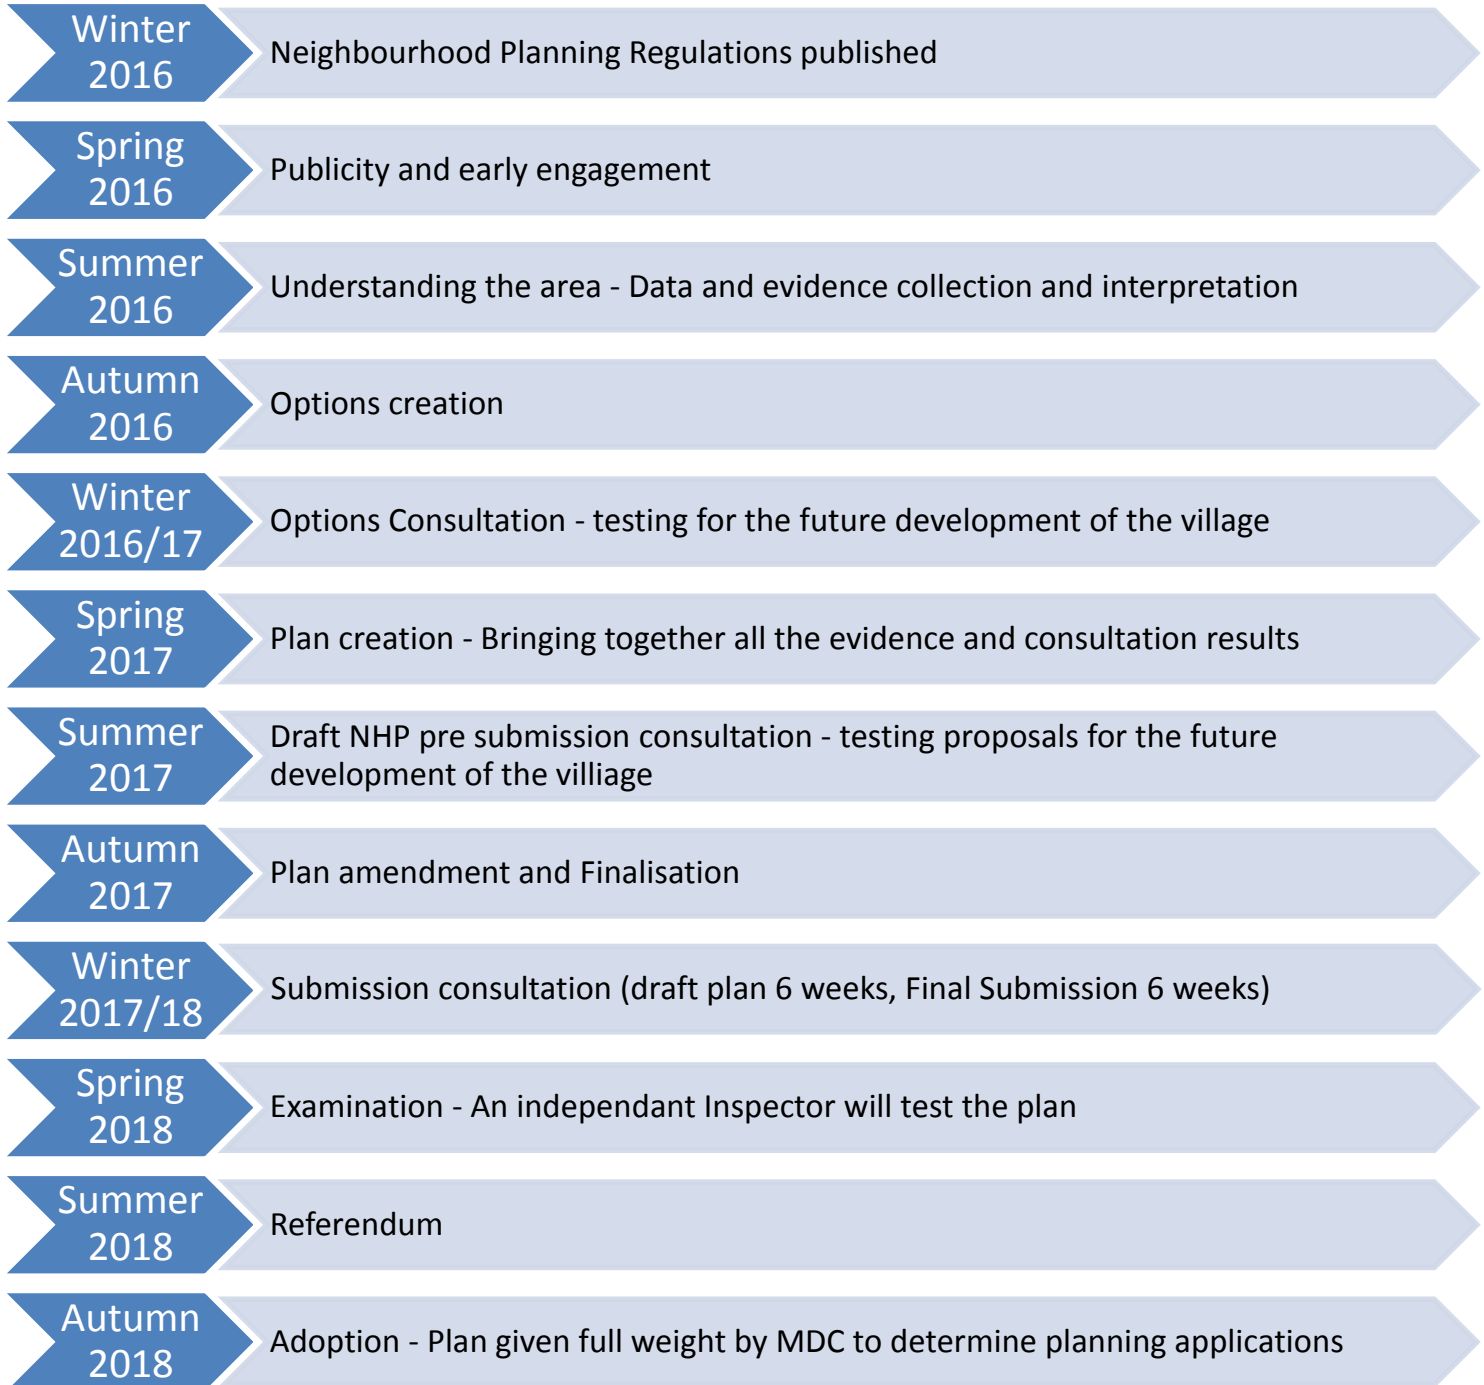 Winter
2016
Neighbourhood Planning Regulations published
Spring
2016
Publicity and early engagement
Summer
2016
Understanding the area - Data and evidence collection and interpretation
Autumn
2016
Options creation
Winter
2016/17
Options Consultation - testing for the future development of the village
Spring
2017
Plan creation - Bringing together all the evidence and consultation results
Summer
2017
Draft NHP pre submission consultation - testing proposals for the future
development of the villiage
Autumn
2017
Plan amendment and Finalisation
Winter
2017/18
Submission consultation (draft plan 6 weeks, Final Submission 6 weeks)
Spring
2018
Examination - An independant Inspector will test the plan
Summer
2018
Referendum
Autumn
2018
Adoption - Plan given full weight by MDC to determine planning applications